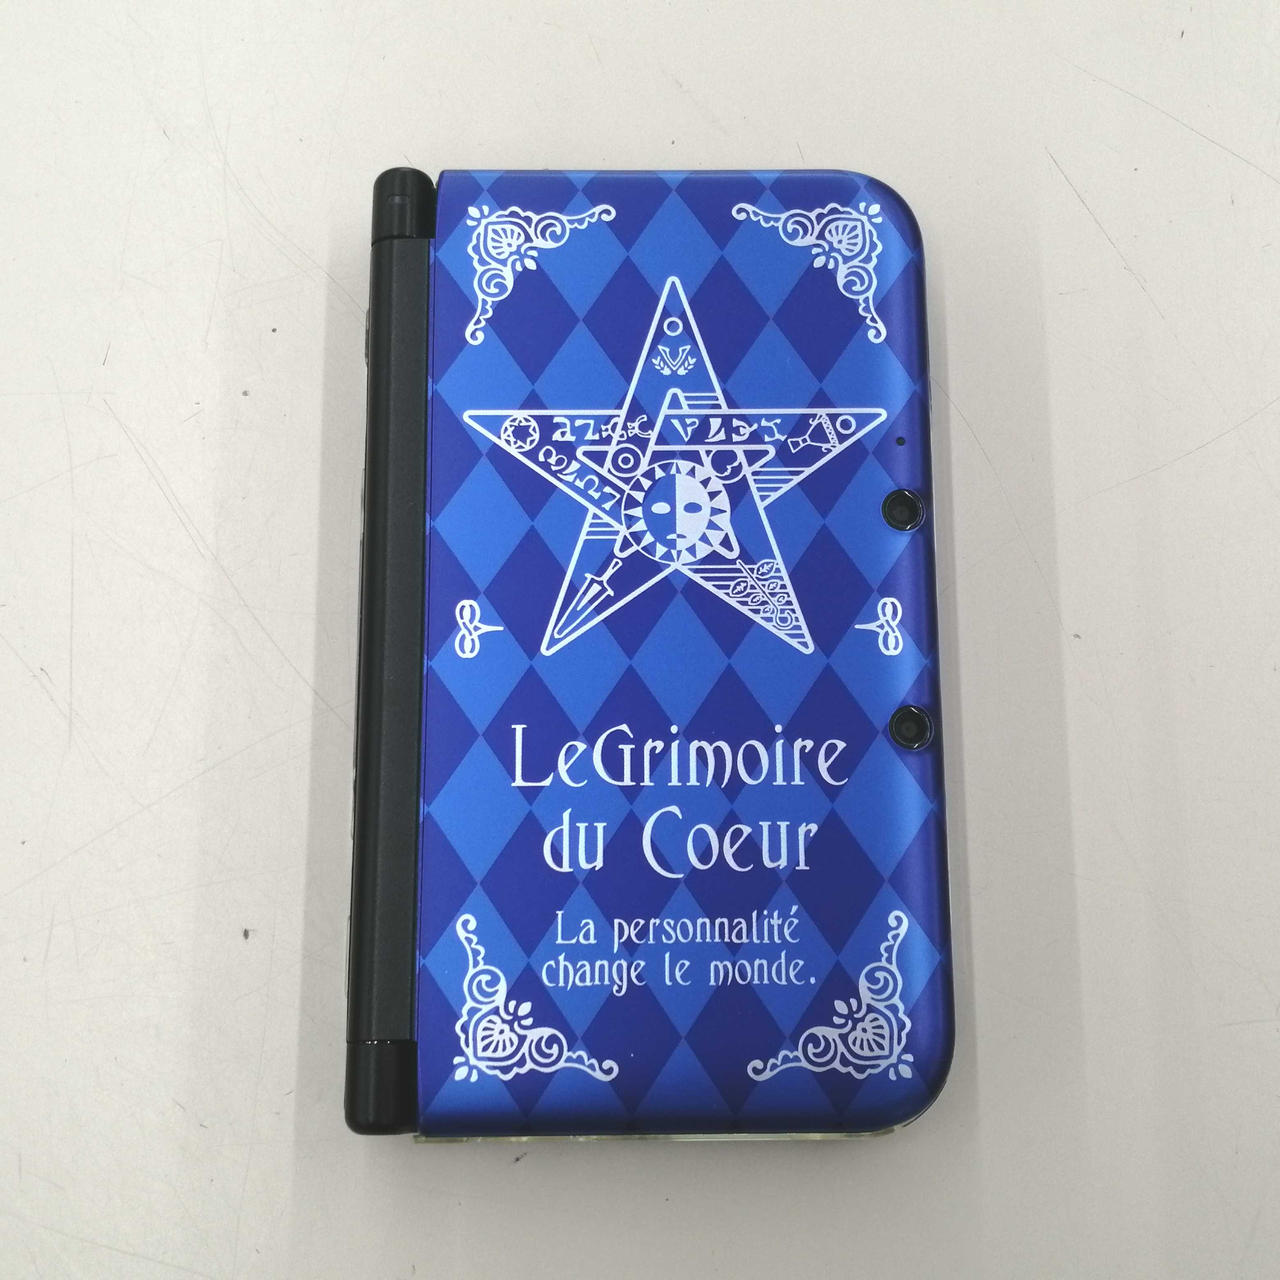 V
LeGrimoire
du Coeur
La personnalité
change le monde.